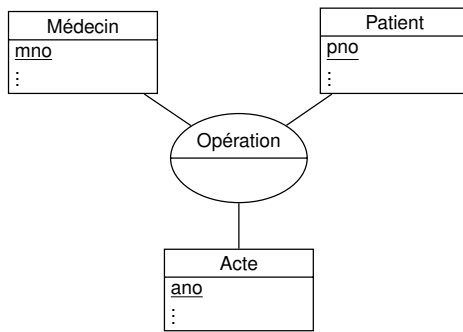 Médecin
mno
⋮
Patient
pno
⋮
Opération
Acte
ano
⋮